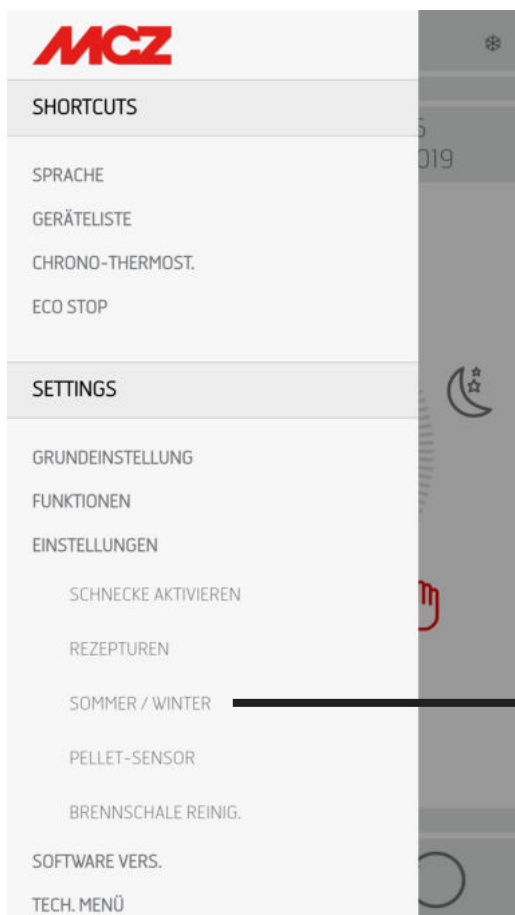 MCZ
SHORTCUTS
SPRACHE
GERÄTELISTE
CHRONO-THERMOST.
ECO STOP
SETTINGS
GRUNDEINSTELLUNG
FUNKTIONEN
EINSTELLUNGEN
SCHNECKE AKTIVIEREN
REZEPTUREN
SOMMER / WINTER
PELLET-SENSOR
BRENNSCHALE REINIG.
SOFTWARE VERS.
TECH. MENÜ